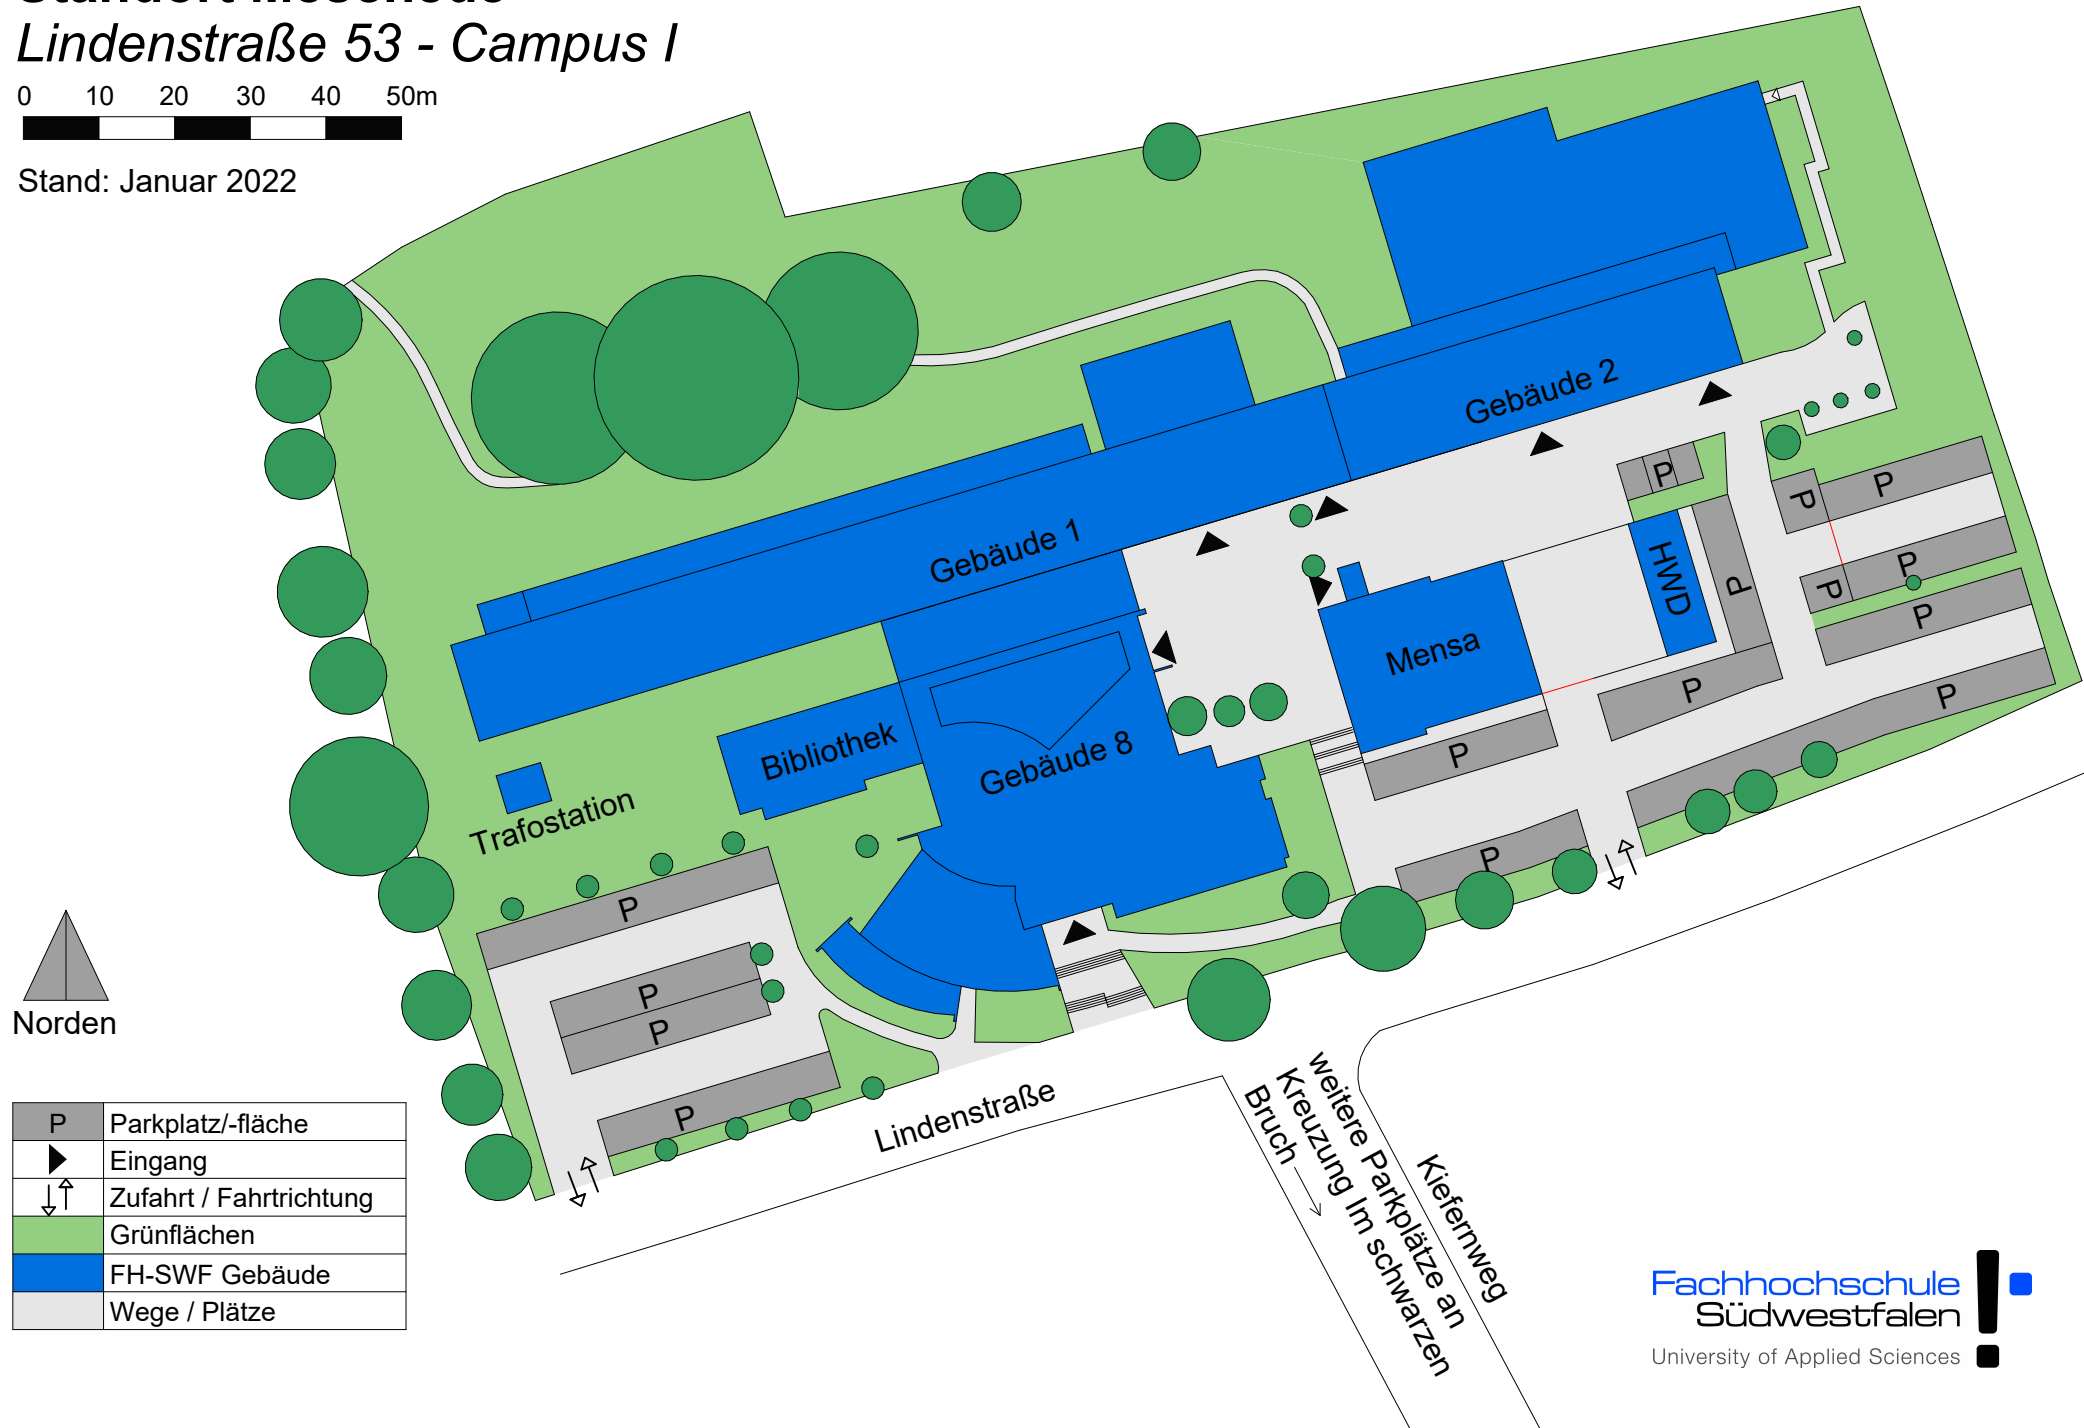 Standort Meschede
Lindenstraße 53 - Campus I
0 10 20 30 40 50m
Stand: Januar 2022
Gebäude 2
Gebäude 1
P
P
P
HWD
P
P
P
P
P
Mensa
P
P
Bibliothek
Gebäude 8
P
Trafostation
P
P
P
P
P
Norden
Lindenstraße
weitere Parkplätze an
Kreuzung Im schwarzen
Bruch
Kiefernweg
P Parkplatz/-fläche
Eingang
Zufahrt / Fahrtrichtung
Grünflächen
FH-SWF Gebäude
Wege / Plätze
Fachhochschule
Südwestfalen
University of Applied Sciences